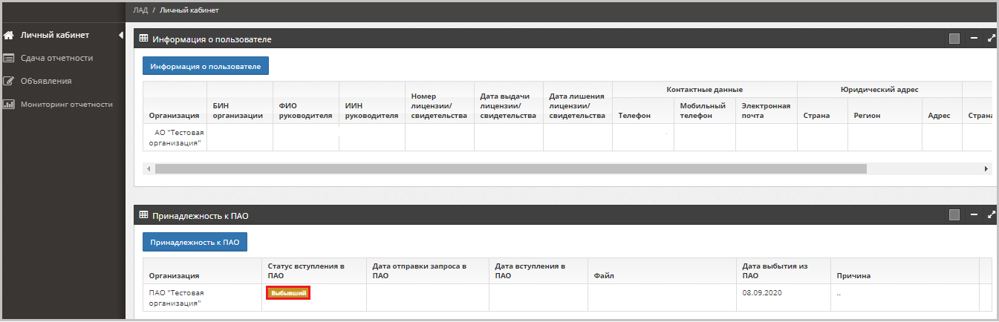 ЛАД / Личный кабинет
Личный кабинет
Сдача отчетности
Объявления
Мониторинг отчетности
Информация о пользователе
Информация о пользователе
Контактные данные
Юридический адрес
Организация
БИН
организации
ФИО
руководителя
ИИН
руководителя
Номер
лицензии/
свидетельства
Дата выдачи
лицензии/
свидетельства
Дата лишения
лицензии/
свидетельства
Телефон
Мобильный
телефон
Электронная
почта
Страна
Регион
Адрес
Страна
АО "Тестовая
организация"
Принадлежность к ПАО
Принадлежность к ПАО
Организация
Статус вступления в
ПАО
Дата отправки запроса в
ПАО
Дата вступления в
ПАО
Файл
Дата выбытия из
ПАО
Причина
ПАО "Тестовая
организация"
Выбывший
08.09.2020
..